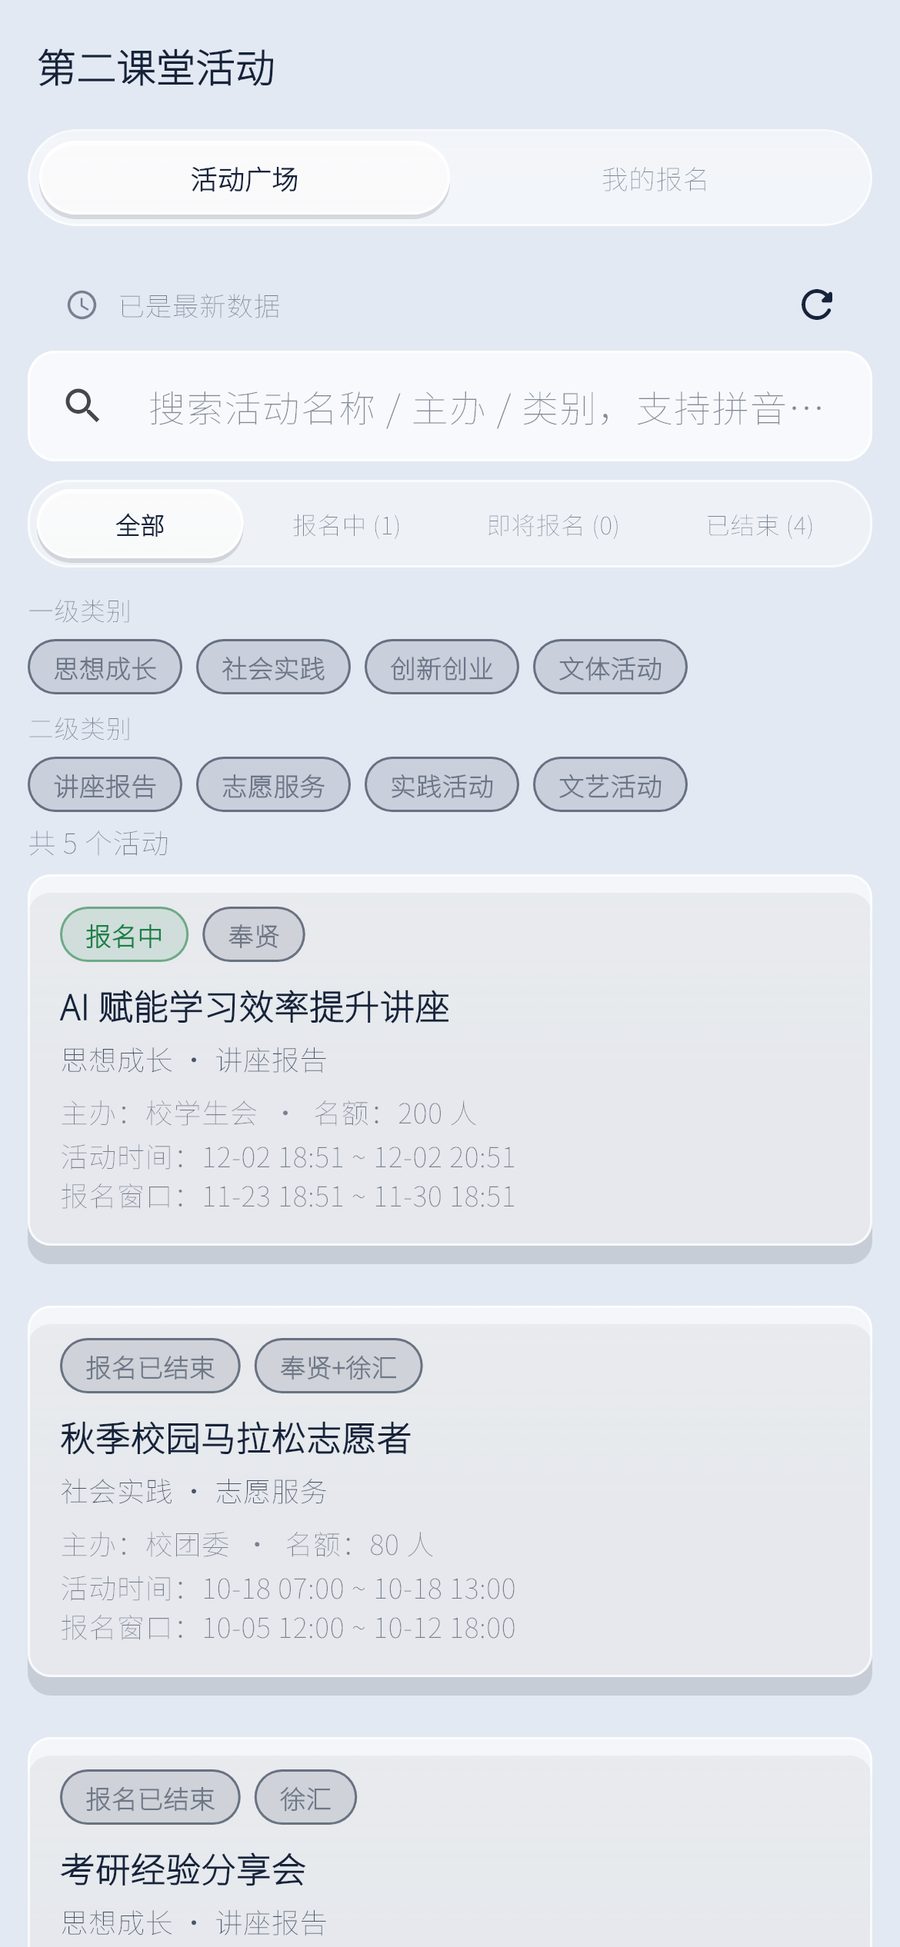 第二课堂活动
活动广场 我的报名
已是最新数据
搜索活动名称 / 主办 / 类别，支持拼音…
全部 报名中 (1) 即将报名 (0) 已结束 (4)
一级类别
思想成长 社会实践 创新创业 文体活动
二级类别
讲座报告 志愿服务 实践活动 文艺活动
共 5 个活动
报名中 奉贤
AI 赋能学习效率提升讲座
思想成长 · 讲座报告
主办：校学生会 · 名额：200 人
活动时间：12-02 18:51 ~ 12-02 20:51
报名窗口：11-23 18:51 ~ 11-30 18:51
报名已结束 奉贤+徐汇
秋季校园马拉松志愿者
社会实践 · 志愿服务
主办：校团委 · 名额：80 人
活动时间：10-18 07:00 ~ 10-18 13:00
报名窗口：10-05 12:00 ~ 10-12 18:00
报名已结束 徐汇
考研经验分享会
思想成长 · 讲座报告